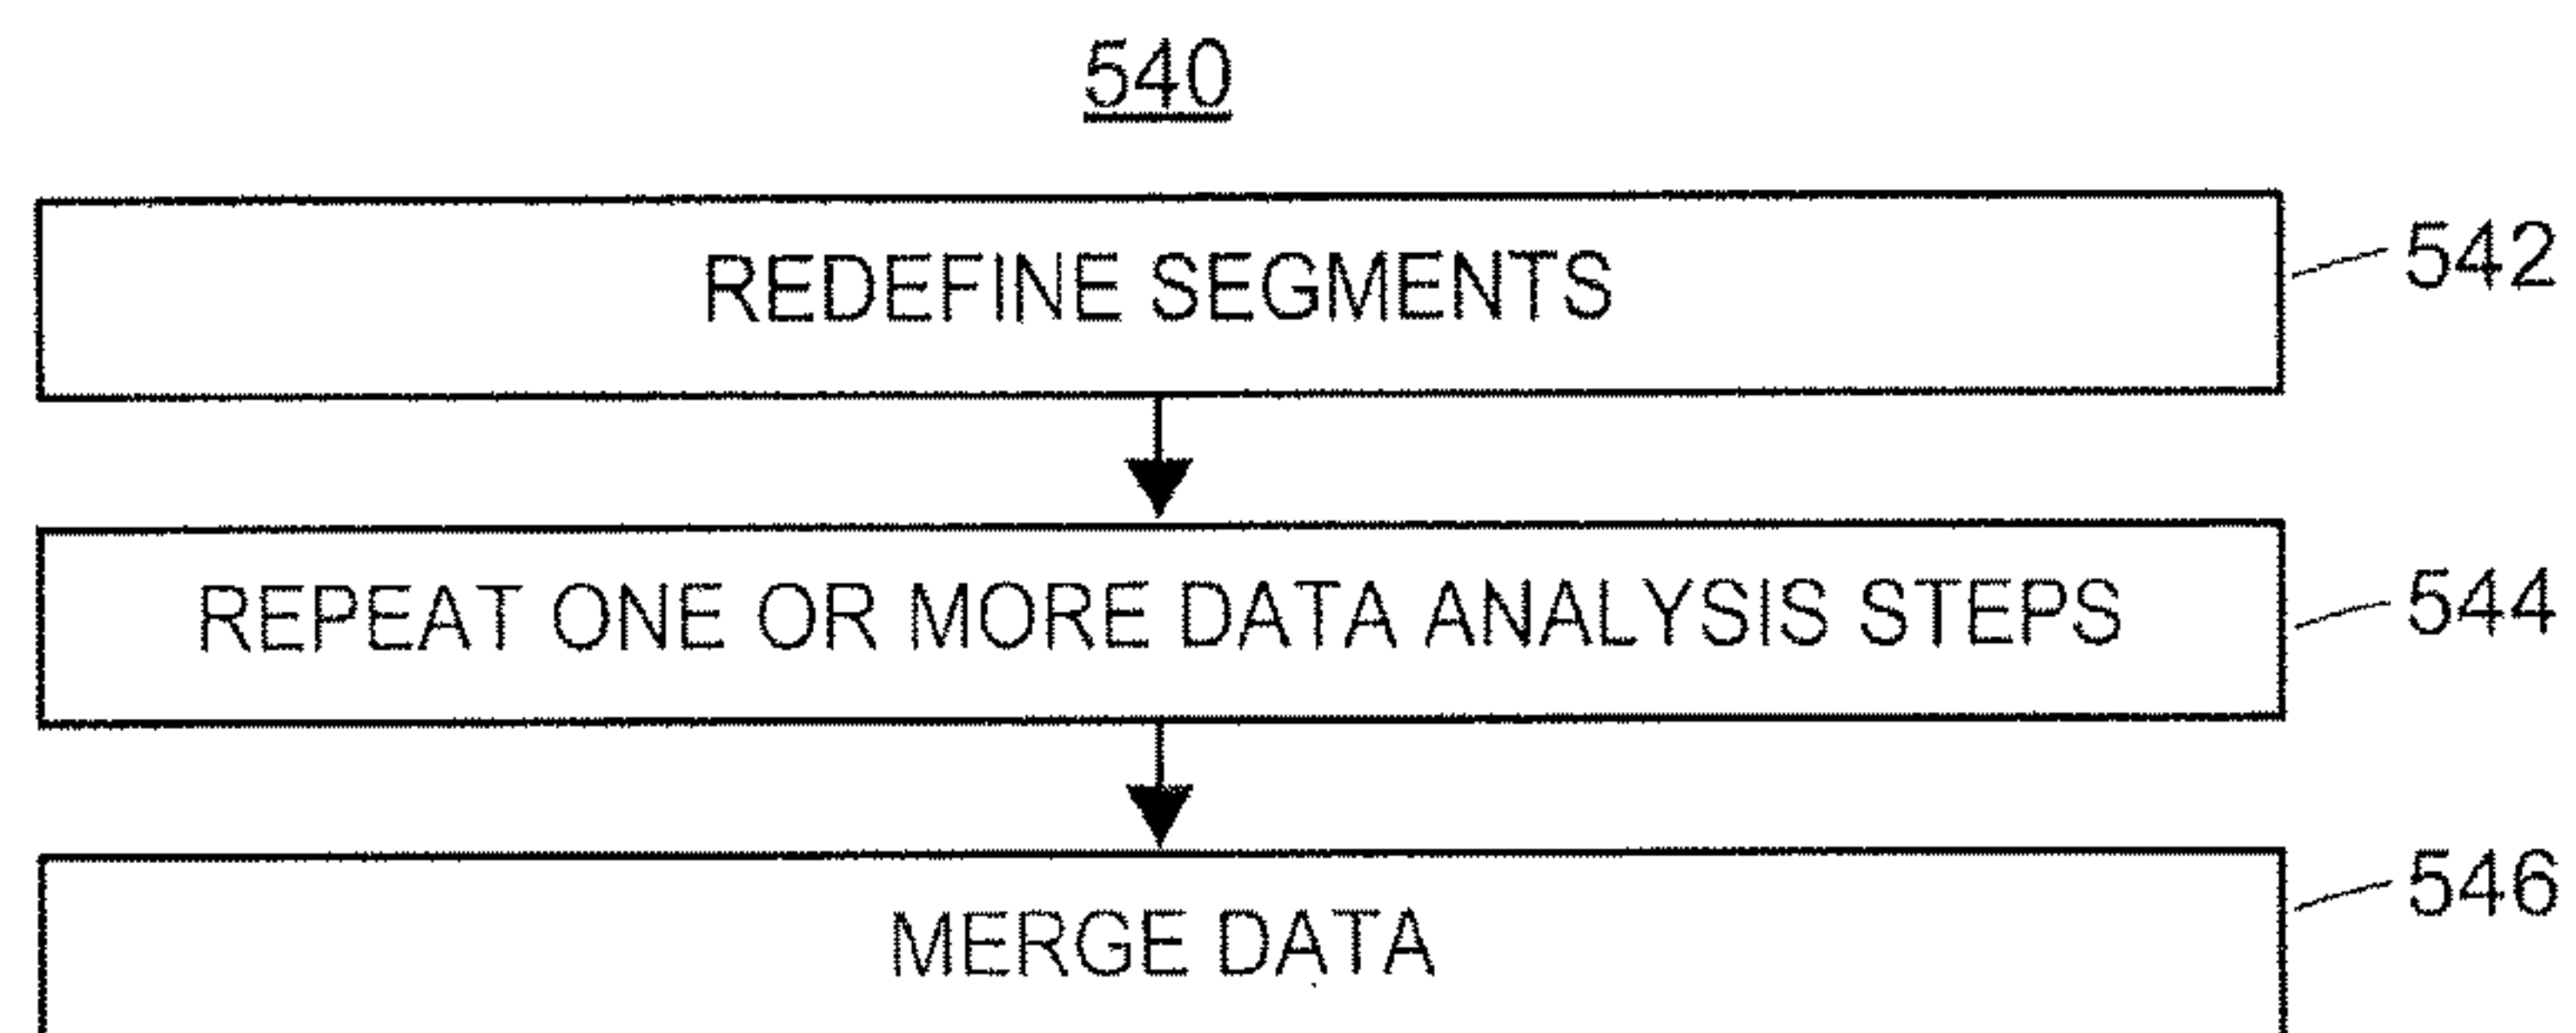 540
REDEFINE SEGMENTS
542
REPEAT ONE OR MORE DATA ANALYSIS STEPS
544
MERGE DATA
546